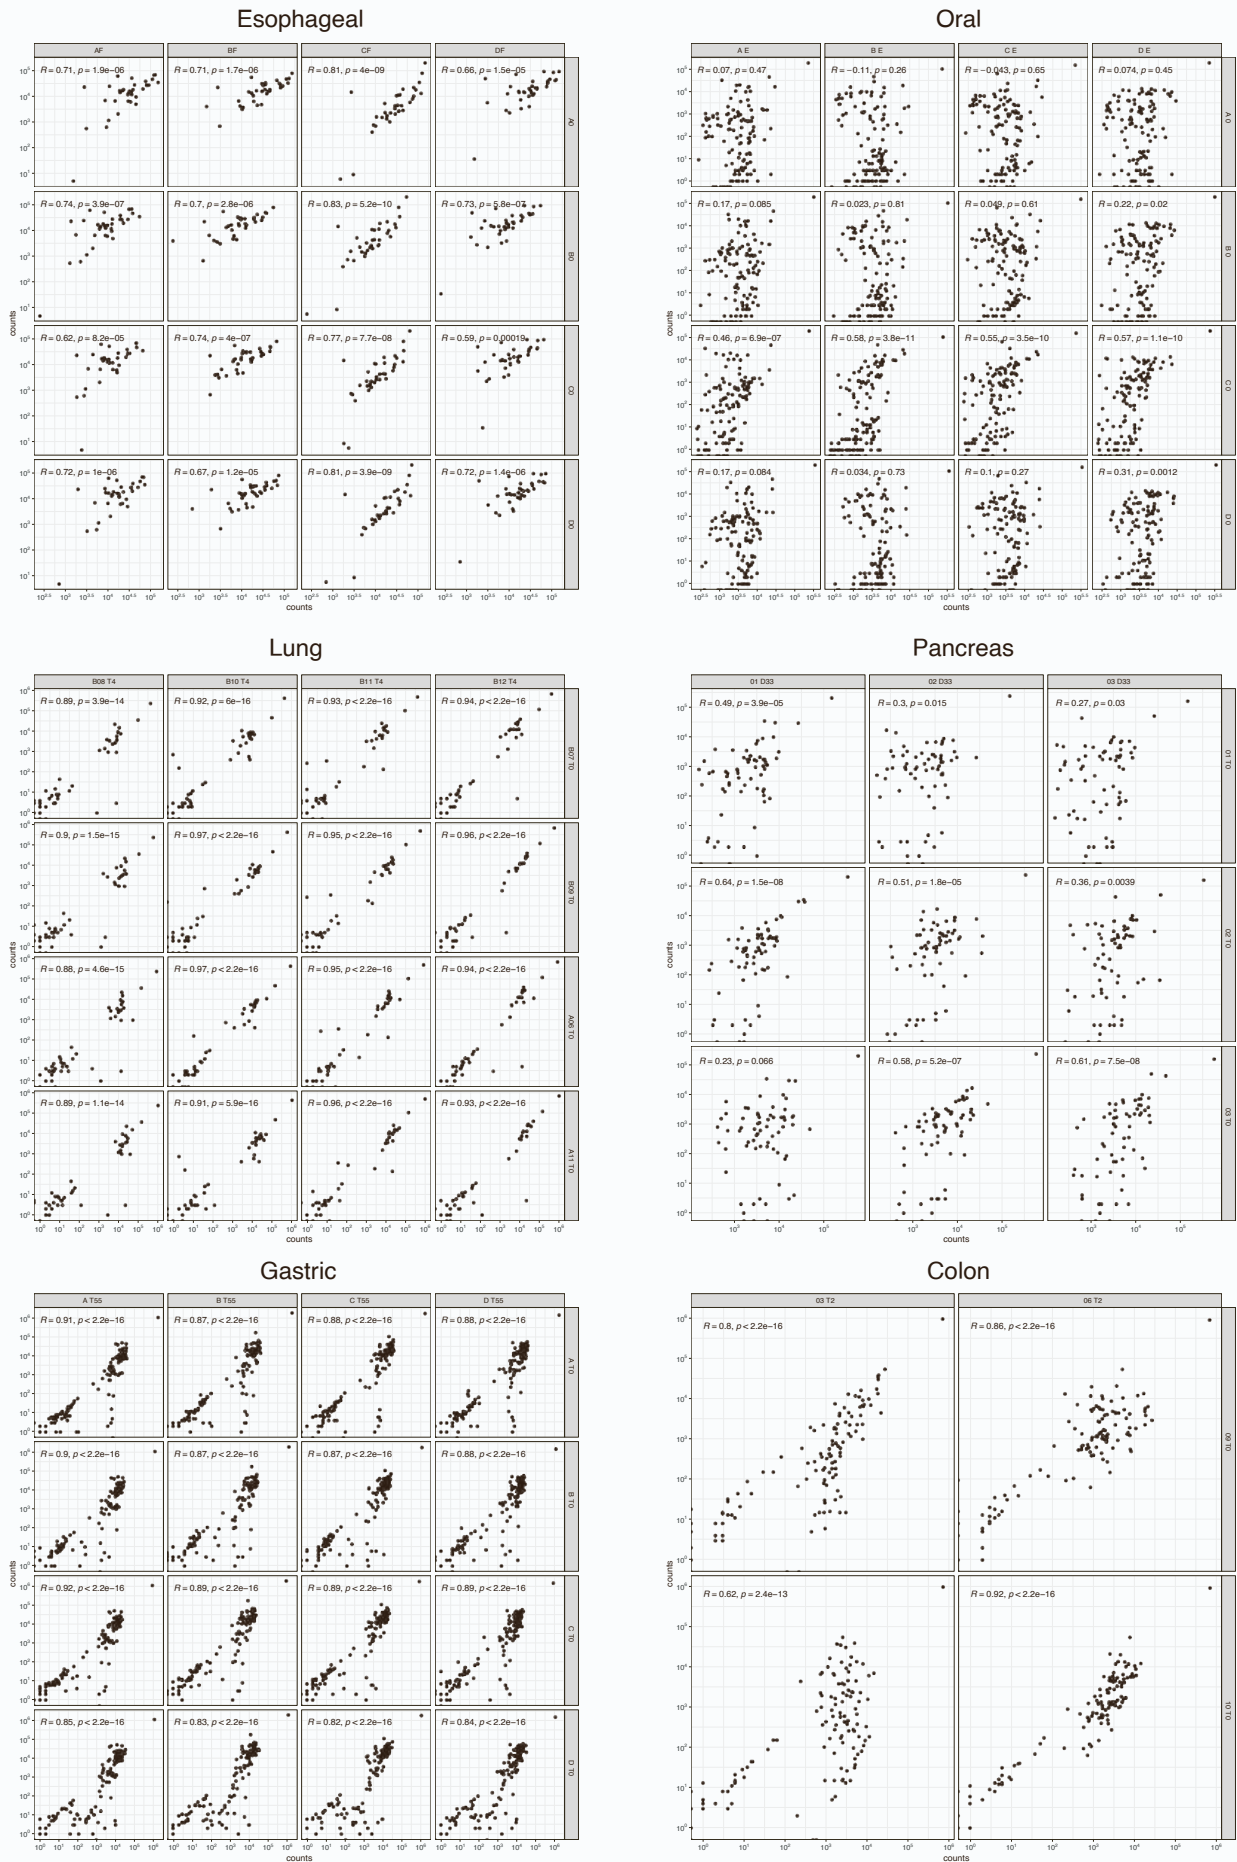 Esophageal
AF BF CF DF
R = 0.71, p = 1.9e−06 R = 0.71, p = 1.7e−06 R = 0.81, p = 4e−09 R = 0.66, p = 1.5e−05
A0
R = 0.74, p = 3.9e−07 R = 0.7, p = 2.8e−06 R = 0.83, p = 5.2e−10 R = 0.73, p = 5.8e−07
B0
R = 0.62, p = 8.2e−05 R = 0.74, p = 4e−07 R = 0.77, p = 7.7e−08 R = 0.59, p = 0.00019
C0
R = 0.72, p = 1e−06 R = 0.67, p = 1.2e−05 R = 0.81, p = 3.9e−09 R = 0.72, p = 1.4e−06
D0
counts
counts
Oral
A E B E C E D E
R = 0.07, p = 0.47 R = −0.11, p = 0.26 R = −0.043, p = 0.65 R = 0.074, p = 0.45
A 0
R = 0.17, p = 0.085 R = 0.023, p = 0.81 R = 0.049, p = 0.61 R = 0.22, p = 0.02
B 0
R = 0.46, p = 6.9e−07 R = 0.58, p = 3.8e−11 R = 0.55, p = 3.5e−10 R = 0.57, p = 1.1e−10
C 0
R = 0.17, p = 0.084 R = 0.034, p = 0.73 R = 0.1, p = 0.27 R = 0.31, p = 0.0012
D 0
counts
counts
Lung
B08 T4 B10 T4 B11 T4 B12 T4
R = 0.89, p = 3.9e−14 R = 0.92, p = 6e−16 R = 0.93, p < 2.2e−16 R = 0.94, p < 2.2e−16
B07 T0
R = 0.9, p = 1.5e−15 R = 0.97, p < 2.2e−16 R = 0.95, p < 2.2e−16 R = 0.96, p < 2.2e−16
B09 T0
R = 0.88, p = 4.6e−15 R = 0.97, p < 2.2e−16 R = 0.95, p < 2.2e−16 R = 0.94, p < 2.2e−16
A06 T0
R = 0.89, p = 1.1e−14 R = 0.91, p = 5.9e−16 R = 0.96, p < 2.2e−16 R = 0.93, p < 2.2e−16
A11 T0
counts
counts
Pancreas
01 D33 02 D33 03 D33
R = 0.49, p = 3.9e−05 R = 0.3, p = 0.015 R = 0.27, p = 0.03
01 T0
R = 0.64, p = 1.5e−08 R = 0.51, p = 1.8e−05 R = 0.36, p = 0.0039
02 T0
R = 0.23, p = 0.066 R = 0.58, p = 5.2e−07 R = 0.61, p = 7.5e−08
03 T0
counts
counts
Gastric
A T55 B T55 C T55 D T55
R = 0.91, p < 2.2e−16 R = 0.87, p < 2.2e−16 R = 0.88, p < 2.2e−16 R = 0.88, p < 2.2e−16
A T0
R = 0.9, p < 2.2e−16 R = 0.87, p < 2.2e−16 R = 0.87, p < 2.2e−16 R = 0.88, p < 2.2e−16
B T0
R = 0.92, p < 2.2e−16 R = 0.89, p < 2.2e−16 R = 0.89, p < 2.2e−16 R = 0.89, p < 2.2e−16
C T0
R = 0.85, p < 2.2e−16 R = 0.83, p < 2.2e−16 R = 0.82, p < 2.2e−16 R = 0.84, p < 2.2e−16
D T0
counts
counts
Colon
03 T2 06 T2
R = 0.8, p < 2.2e−16 R = 0.86, p < 2.2e−16
09 T0
R = 0.62, p = 2.4e−13 R = 0.92, p < 2.2e−16
10 T0
counts
counts